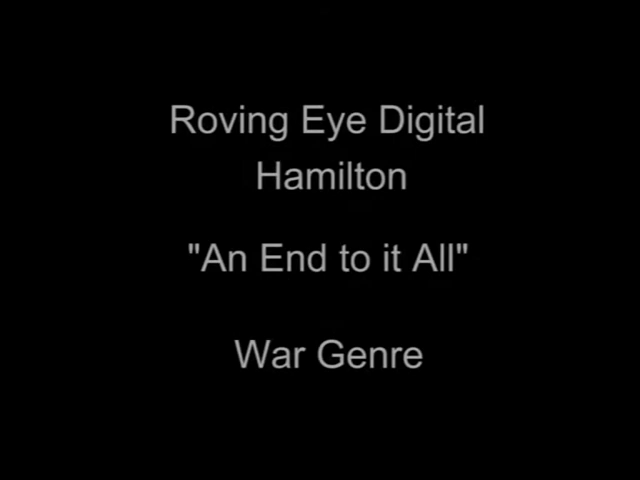 Roving Eye Digital
Hamilton
"An End to it All"
War Genre